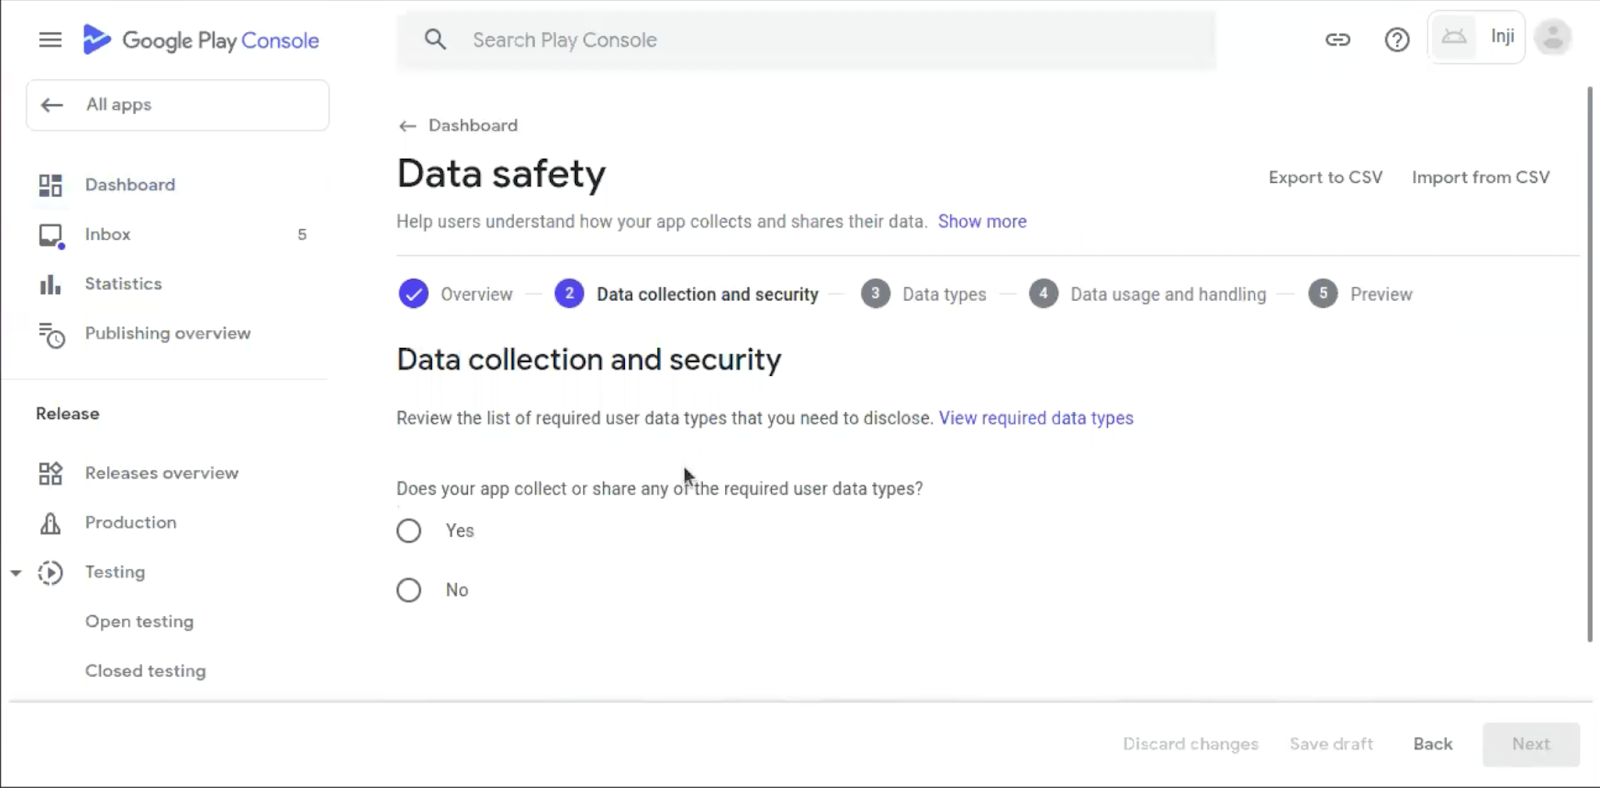 Google Play Console
Search Play Console
Inji
All apps
Dashboard
Inbox 5
Statistics
Publishing overview
Release
Releases overview
Production
Testing
Open testing
Closed testing
Dashboard
Data safety
Export to CSV Import from CSV
Help users understand how your app collects and shares their data. Show more
Overview 2 Data collection and security 3 Data types 4 Data usage and handling 5 Preview
Data collection and security
Review the list of required user data types that you need to disclose. View required data types
Does your app collect or share any of the required user data types?
Yes
No
Discard changes Save draft Back Next